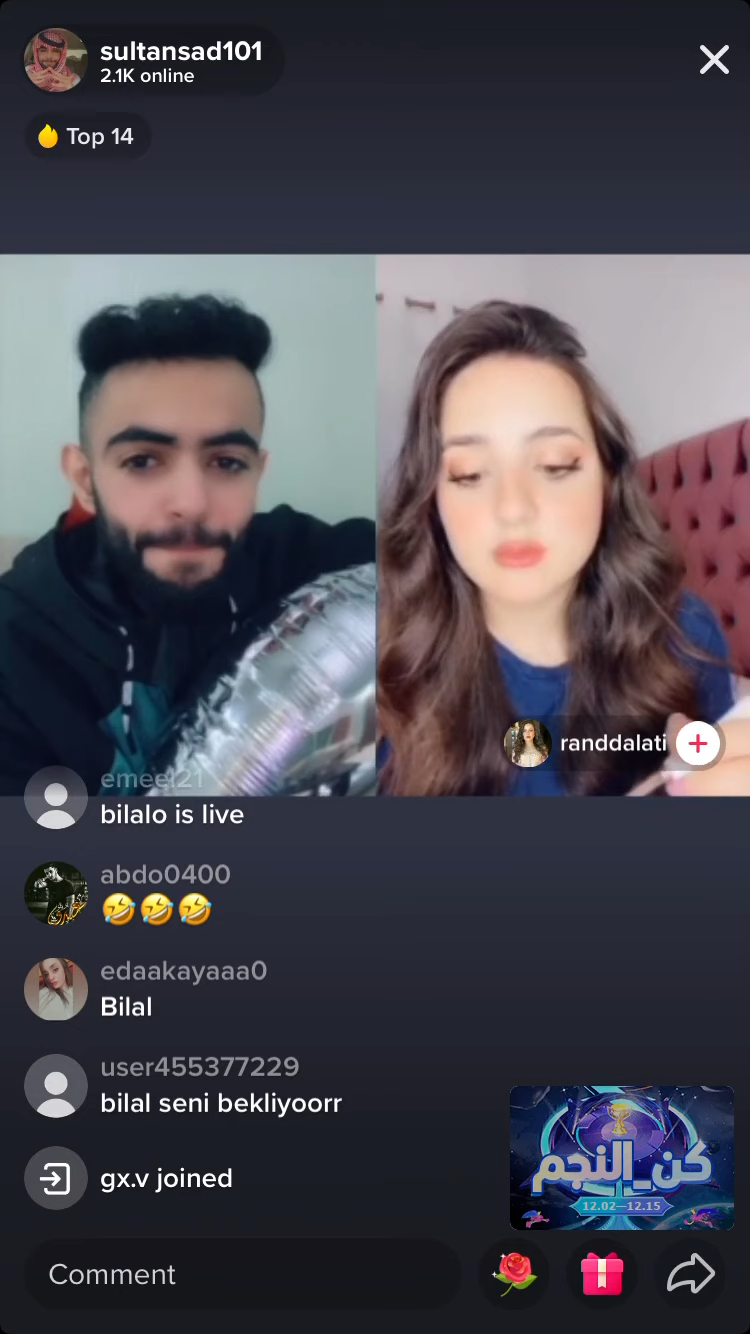 sultansad101
2.1K online
Top 14
randdalati
emeel21
bilalo is live
abdo0400
🤣🤣🤣
edaakayaaa0
Bilal
user455377229
bilal seni bekliyoorr
كن_النجم
12.02—12.15
gx.v joined
Comment